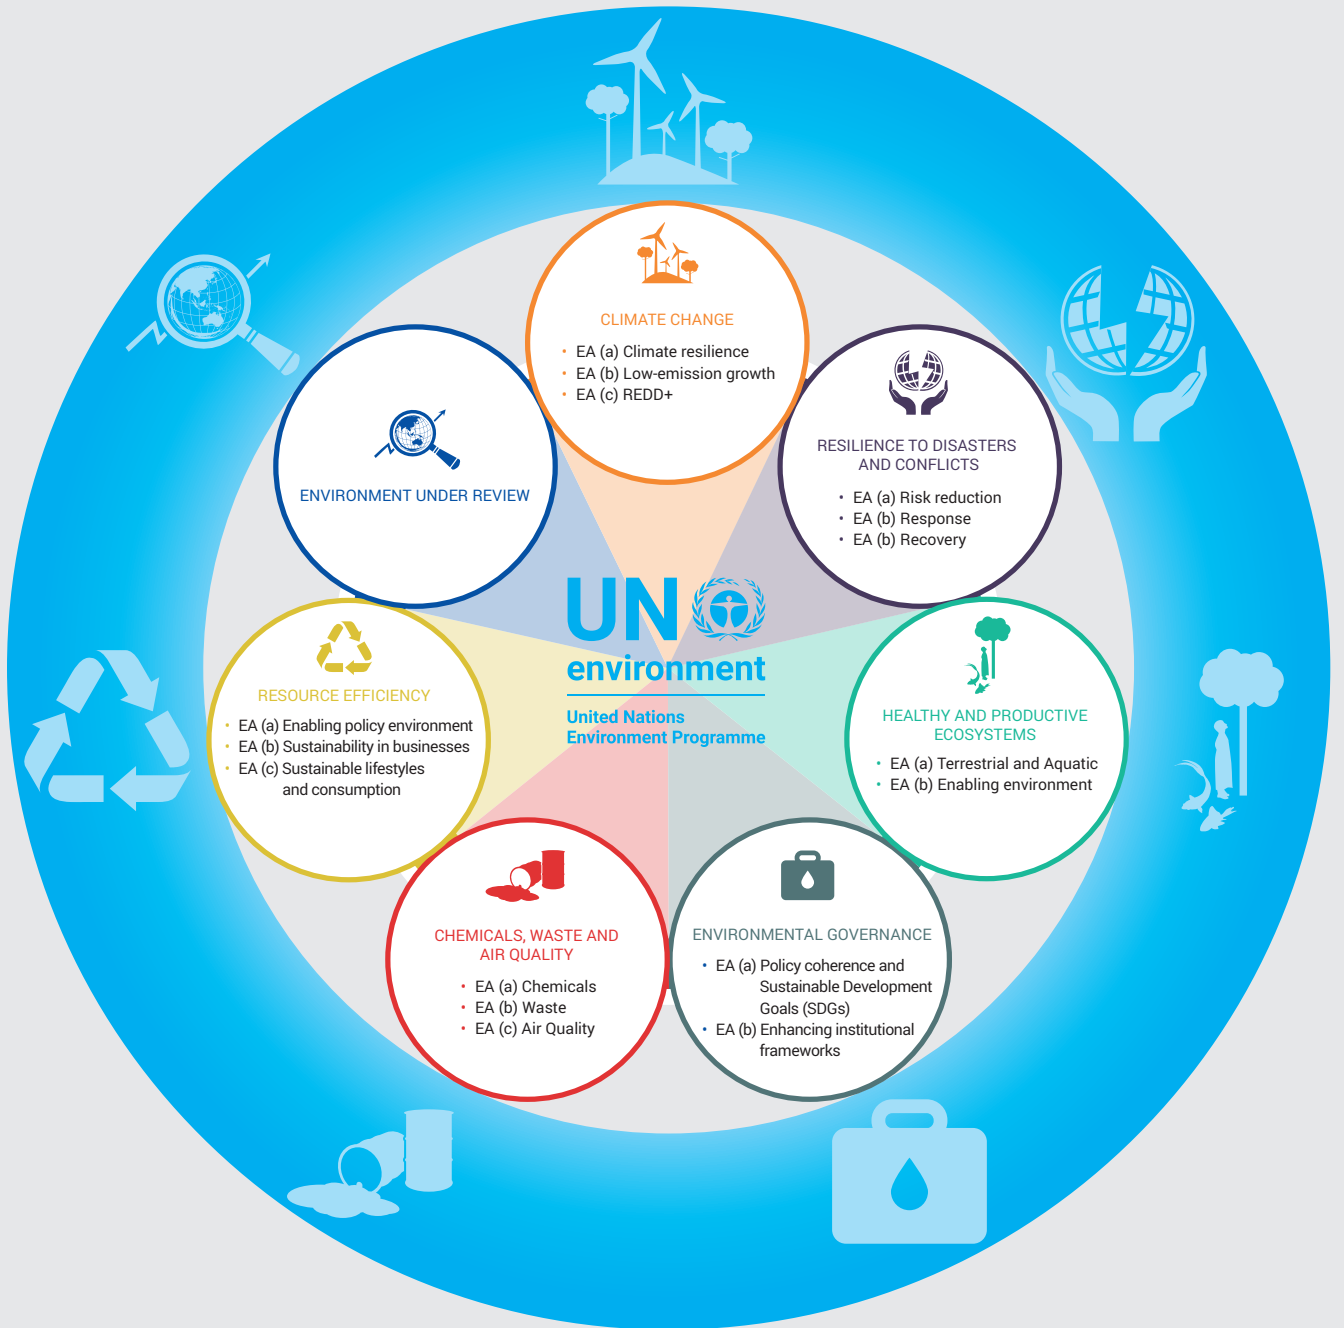 CLIMATE CHANGE
• EA (a) Climate resilience
• EA (b) Low-emission growth
• EA (c) REDD+
RESILIENCE TO DISASTERS
AND CONFLICTS
• EA (a) Risk reduction
• EA (b) Response
• EA (b) Recovery
ENVIRONMENT UNDER REVIEW
UN
environment
United Nations
Environment Programme
RESOURCE EFFICIENCY
• EA (a) Enabling policy environment
• EA (b) Sustainability in businesses
• EA (c) Sustainable lifestyles
and consumption
HEALTHY AND PRODUCTIVE
ECOSYSTEMS
• EA (a) Terrestrial and Aquatic
• EA (b) Enabling environment
CHEMICALS, WASTE AND
AIR QUALITY
• EA (a) Chemicals
• EA (b) Waste
• EA (c) Air Quality
ENVIRONMENTAL GOVERNANCE
• EA (a) Policy coherence and
Sustainable Development
Goals (SDGs)
• EA (b) Enhancing institutional
frameworks